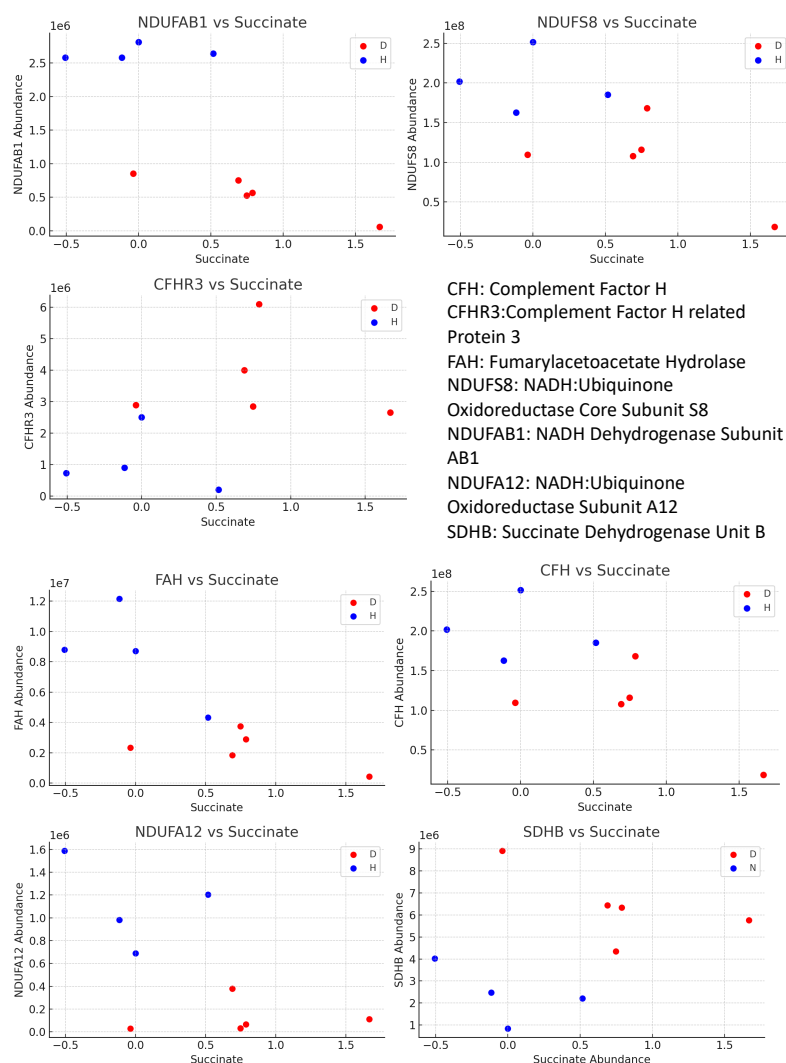 NDUFAB1 vs Succinate
1e6
D
H
2.5
2.0
1.5
1.0
0.5
0.0
NDUFAB1 Abundance
−0.5 0.0 0.5 1.0 1.5
Succinate
NDUFS8 vs Succinate
1e8
D
H
2.5
2.0
1.5
1.0
0.5
NDUFS8 Abundance
−0.5 0.0 0.5 1.0 1.5
Succinate
CFHR3 vs Succinate
1e6
D
H
6
5
4
3
2
1
0
CFHR3 Abundance
−0.5 0.0 0.5 1.0 1.5
Succinate
CFH: Complement Factor H
CFHR3:Complement Factor H related
Protein 3
FAH: Fumarylacetoacetate Hydrolase
NDUFS8: NADH:Ubiquinone
Oxidoreductase Core Subunit S8
NDUFAB1: NADH Dehydrogenase Subunit
AB1
NDUFA12: NADH:Ubiquinone
Oxidoreductase Subunit A12
SDHB: Succinate Dehydrogenase Unit B
FAH vs Succinate
1e7
D
H
1.2
1.0
0.8
0.6
0.4
0.2
0.0
FAH Abundance
−0.5 0.0 0.5 1.0 1.5
Succinate
CFH vs Succinate
1e8
D
H
2.5
2.0
1.5
1.0
0.5
CFH Abundance
−0.5 0.0 0.5 1.0 1.5
Succinate
NDUFA12 vs Succinate
1e6
D
H
1.6
1.4
1.2
1.0
0.8
0.6
0.4
0.2
0.0
NDUFA12 Abundance
−0.5 0.0 0.5 1.0 1.5
Succinate
SDHB vs Succinate
1e6
D
N
9
8
7
6
5
4
3
2
1
SDHB Abundance
−0.5 0.0 0.5 1.0 1.5
Succinate Abundance